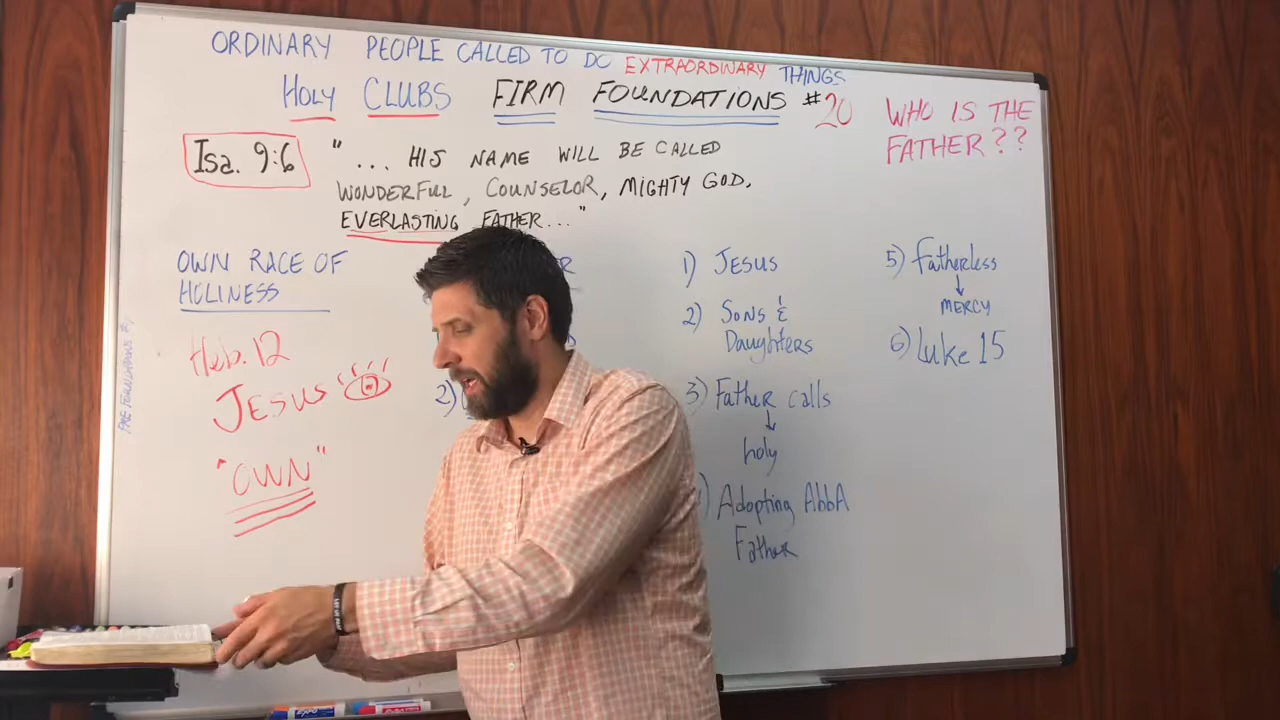 ORDINARY PEOPLE CALLED TO DO EXTRAORDINARY THINGS
HOLY CLUBS FIRM FOUNDATIONS #20
WHO IS THE
FATHER??
Isa. 9:6
"... HIS NAME WILL BE CALLED
WONDERFUL, COUNSELOR, MIGHTY GOD,
EVERLASTING FATHER..."
OWN RACE OF
HOLINESS
Heb. 12
JESUS
"OWN"
2)
1) JESUS
2) SONS &
Daughters
3) Father calls
holy
Adopting AbbA
Father
5) Fatherless
MERCY
6) Luke 15
EXPO